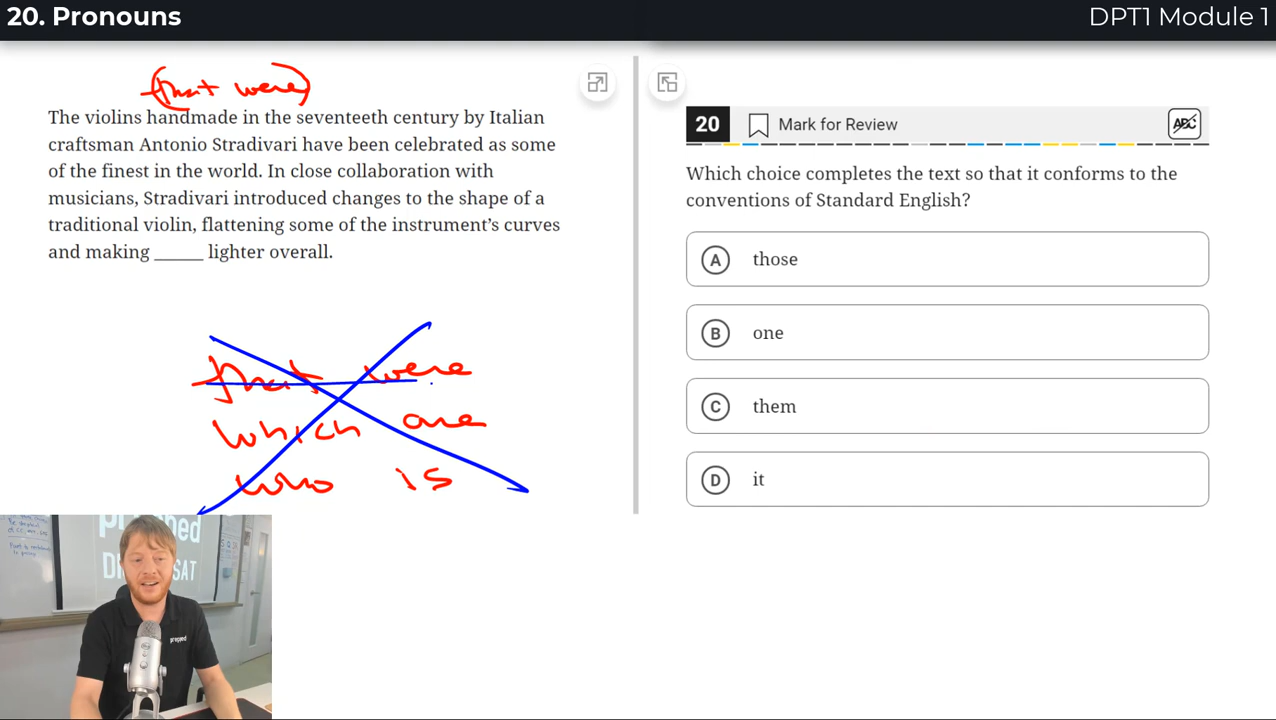 20. Pronouns
DPT1 Module 1
(that were)
The violins handmade in the seventeeth century by Italian
craftsman Antonio Stradivari have been celebrated as some
of the finest in the world. In close collaboration with
musicians, Stradivari introduced changes to the shape of a
traditional violin, flattening some of the instrument’s curves
and making ______ lighter overall.
that were
which are
who is
20
Mark for Review
ABC
Which choice completes the text so that it conforms to the
conventions of Standard English?
A those
B one
C them
D it
prepped
SAT
prepped